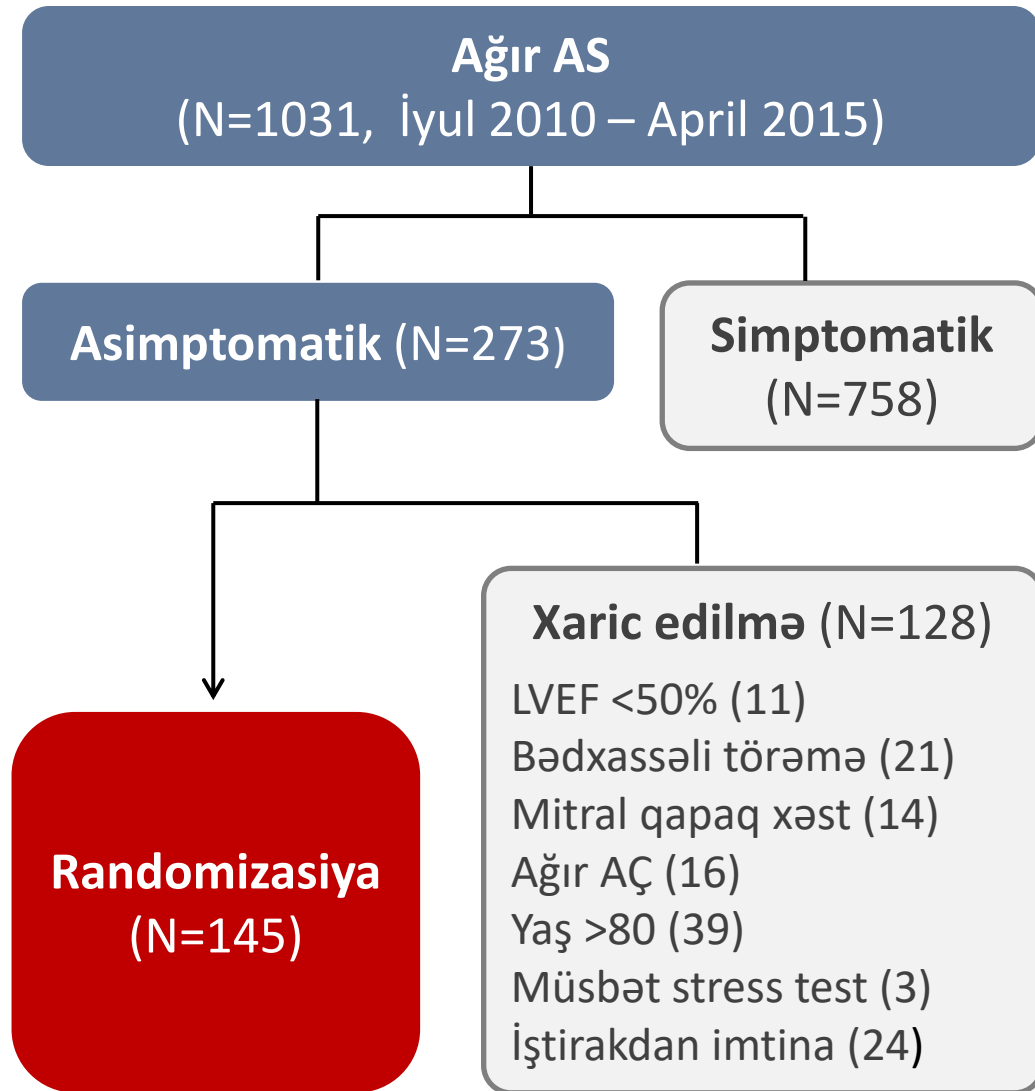 Ağır AS
(N=1031, İyul 2010 – April 2015)
Asimptomatik (N=273)
Simptomatik
(N=758)
Xaric edilmə (N=128)
LVEF <50% (11)
Bədxassəli törəmə (21)
Mitral qapaq xəst (14)
Ağır AÇ (16)
Yaş >80 (39)
Müsbət stress test (3)
İştirakdan imtina (24)
Randomizasiya
(N=145)